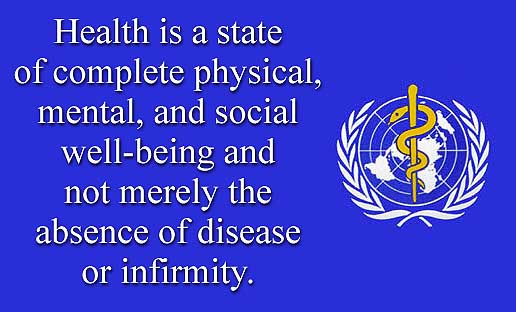 Health is a state
of complete physical,
mental, and social
well-being and
not merely the
absence of disease
or infirmity.